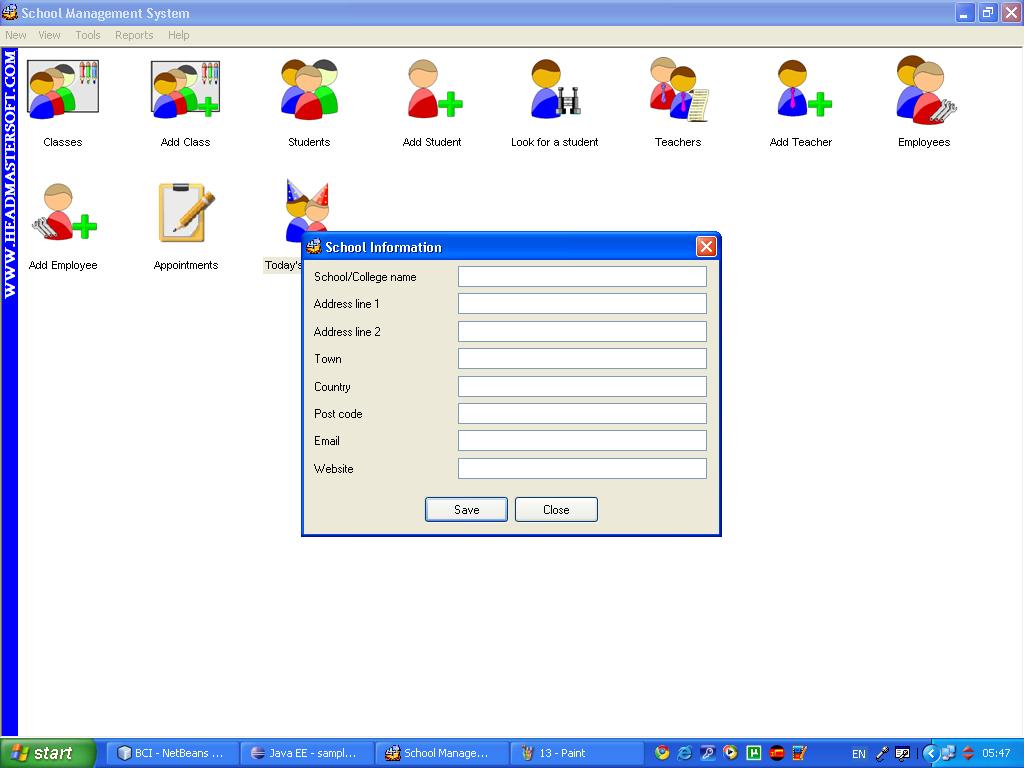 School Management System
New View Tools Reports Help
WWW.HEADMASTERSOFT.COM
Classes Add Class Students Add Student Look for a student Teachers Add Teacher Employees
Add Employee Appointments Today's
School Information
School/College name
Address line 1
Address line 2
Town
Country
Post code
Email
Website
Save Close
start BCI - NetBeans ... Java EE - sampl... School Manage... 13 - Paint EN 05:47